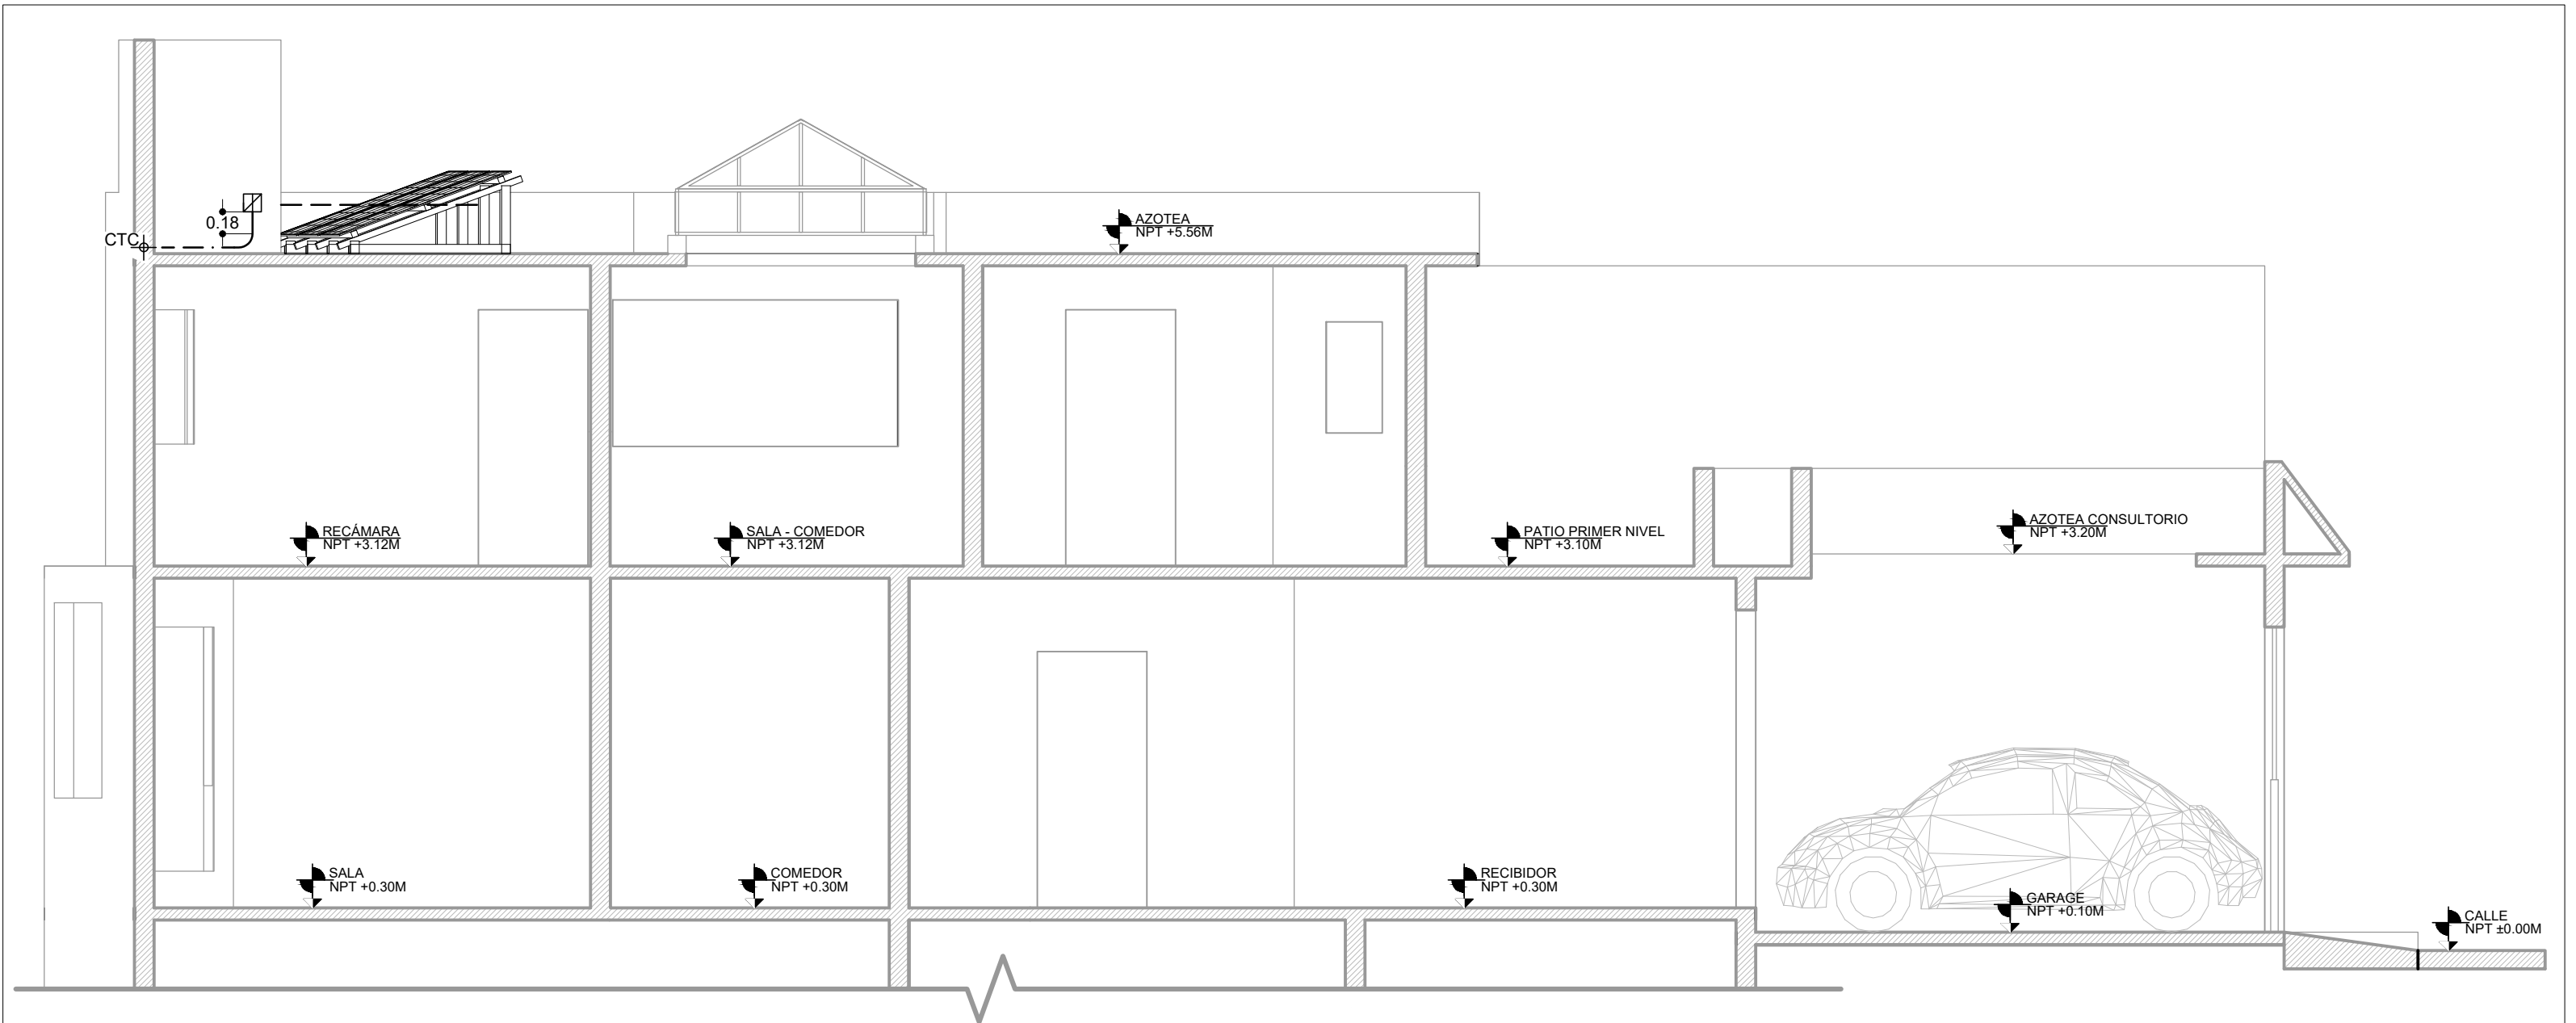 0.18
CTC
AZOTEA
NPT +5.56M
RECÁMARA
NPT +3.12M
SALA - COMEDOR
NPT +3.12M
PATIO PRIMER NIVEL
NPT +3.10M
AZOTEA CONSULTORIO
NPT +3.20M
SALA
NPT +0.30M
COMEDOR
NPT +0.30M
RECIBIDOR
NPT +0.30M
GARAGE
NPT +0.10M
CALLE
NPT ±0.00M